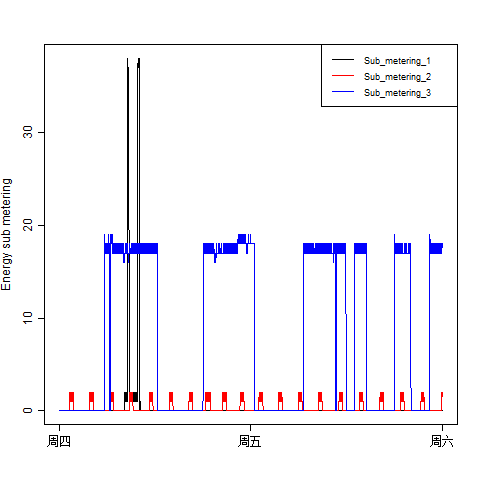 Sub_metering_1
Sub_metering_2
Sub_metering_3
Energy sub metering
30
20
10
0
周四 周五 周六